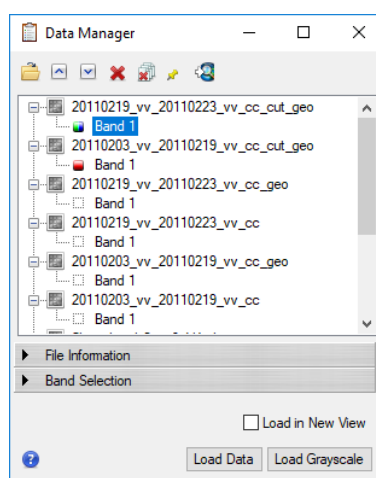 Data Manager
20110219_vv_20110223_vv_cc_cut_geo
Band 1
20110203_vv_20110219_vv_cc_cut_geo
Band 1
20110219_vv_20110223_vv_cc_geo
Band 1
20110219_vv_20110223_vv_cc
Band 1
20110203_vv_20110219_vv_cc_geo
Band 1
20110203_vv_20110219_vv_cc
Band 1
File Information
Band Selection
Load in New View
Load Data Load Grayscale